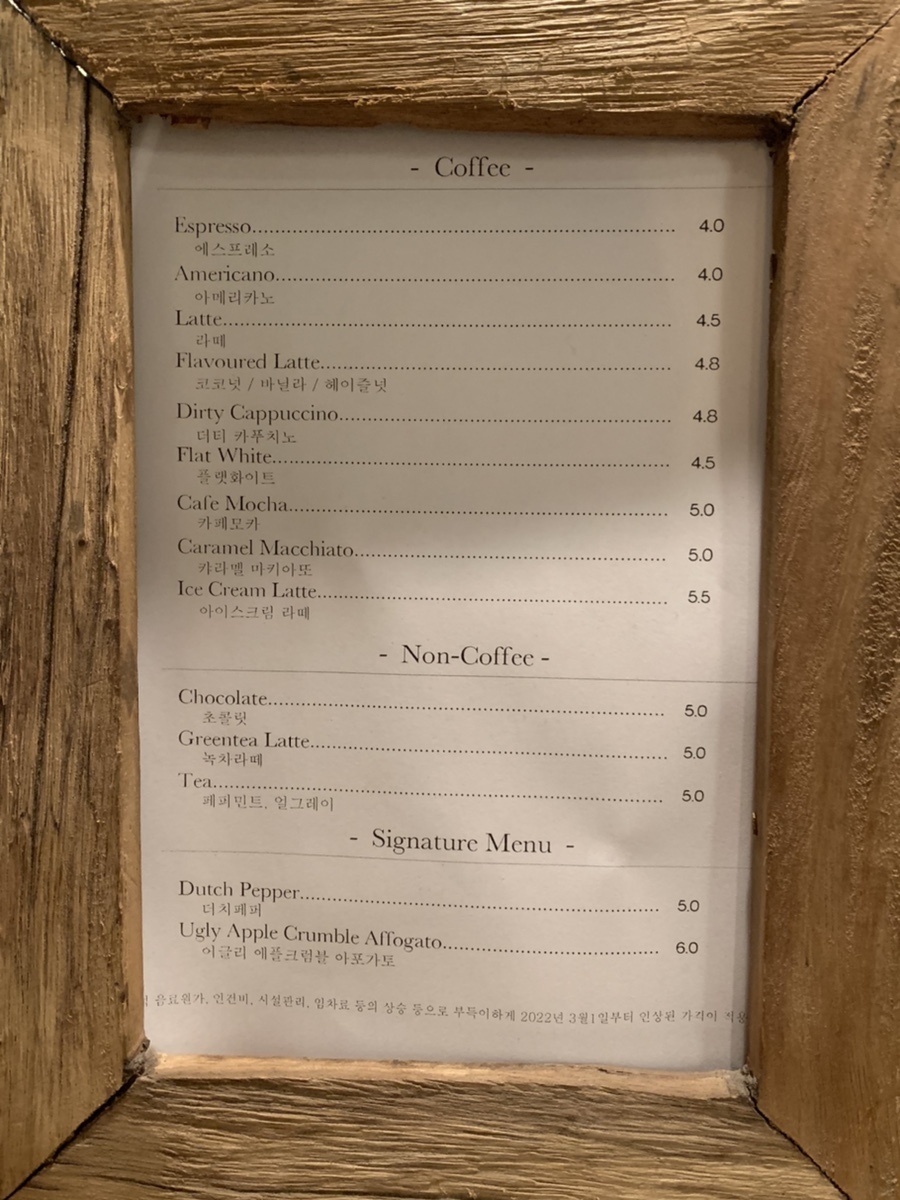 - Coffee -
Espresso........................................................................ 4.0
에스프레소
Americano.................................................................... 4.0
아메리카노
Latte............................................................................ 4.5
라떼
Flavoured Latte............................................................ 4.8
코코넛 / 바닐라 / 헤이즐넛
Dirty Cappuccino......................................................... 4.8
더티 카푸치노
Flat White.................................................................... 4.5
플랫화이트
Cafe Mocha................................................................. 5.0
카페모카
Caramel Macchiato...................................................... 5.0
캬라멜 마키아또
Ice Cream Latte............................................................ 5.5
아이스크림 라떼
- Non-Coffee -
Chocolate.................................................................... 5.0
초콜릿
Greentea Latte............................................................. 5.0
녹차라떼
Tea.............................................................................. 5.0
페퍼민트, 얼그레이
- Signature Menu -
Dutch Pepper............................................................... 5.0
더치페퍼
Ugly Apple Crumble Affogato....................................... 6.0
어글리 애플크럼블 아포가토
음료원가, 인건비, 시설관리, 임차료 등의 상승 등으로 부득이하게 2022년 3월1일부터 인상된 가격이 적용